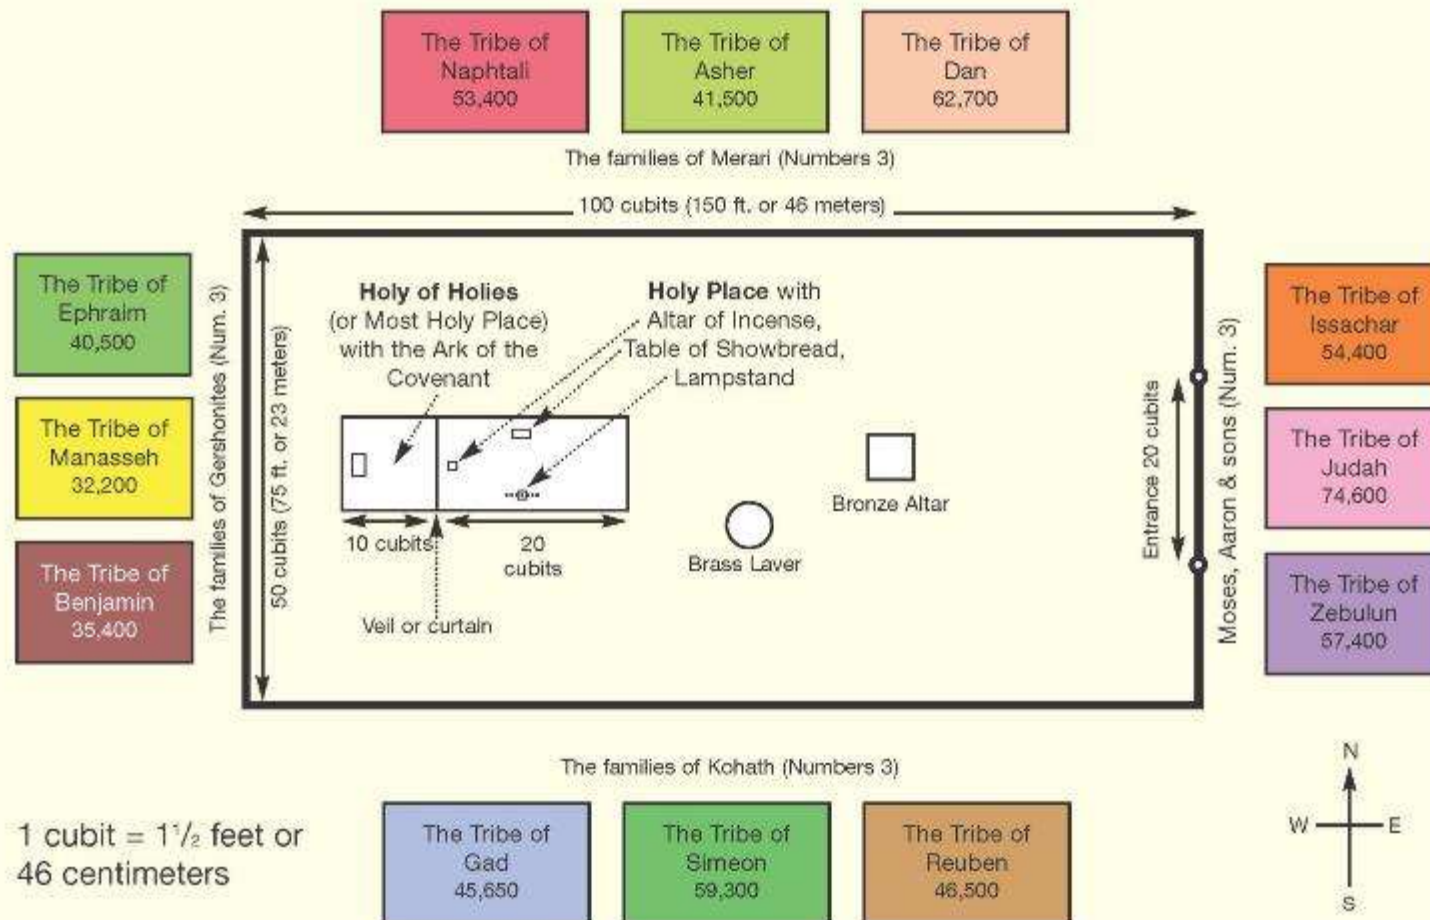 The Tribe of
Naphtali
53,400
The Tribe of
Asher
41,500
The Tribe of
Dan
62,700
The families of Merari (Numbers 3)
100 cubits (150 ft. or 46 meters)
The Tribe of
Ephraim
40,500
The Tribe of
Manasseh
32,200
The Tribe of
Benjamin
35,400
The families of Gershonites (Num. 3)
50 cubits (75 ft. or 23 meters)
Holy of Holies
(or Most Holy Place)
with the Ark of the
Covenant
Holy Place with
Altar of Incense,
Table of Showbread,
Lampstand
10 cubits
20
cubits
Veil or curtain
Brass Laver
Bronze Altar
Entrance 20 cubits
Moses, Aaron & sons (Num. 3)
The Tribe of
Issachar
54,400
The Tribe of
Judah
74,600
The Tribe of
Zebulun
57,400
The families of Kohath (Numbers 3)
1 cubit = 1 1/2 feet or
46 centimeters
The Tribe of
Gad
45,650
The Tribe of
Simeon
59,300
The Tribe of
Reuben
46,500
N
W E
S